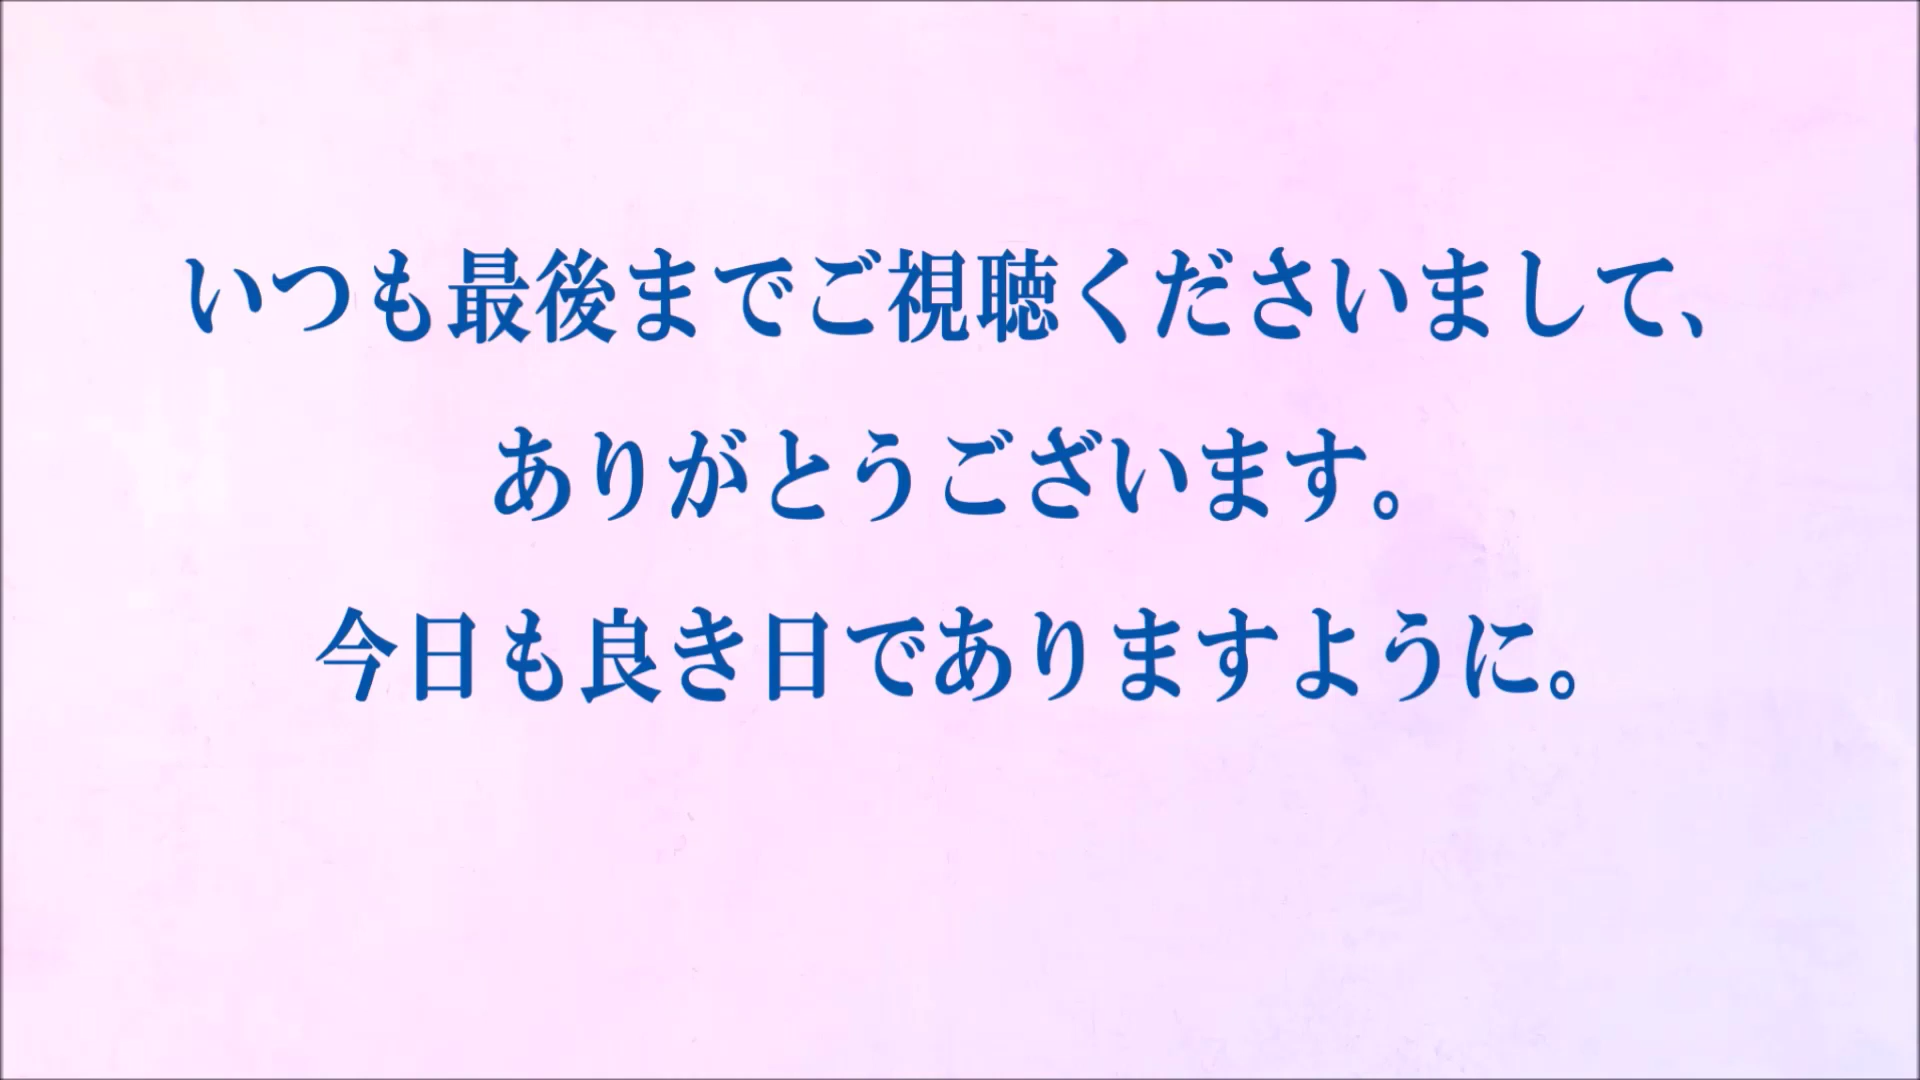 いつも最後までご視聴くださいまして、
ありがとうございます。
今日も良き日でありますように。